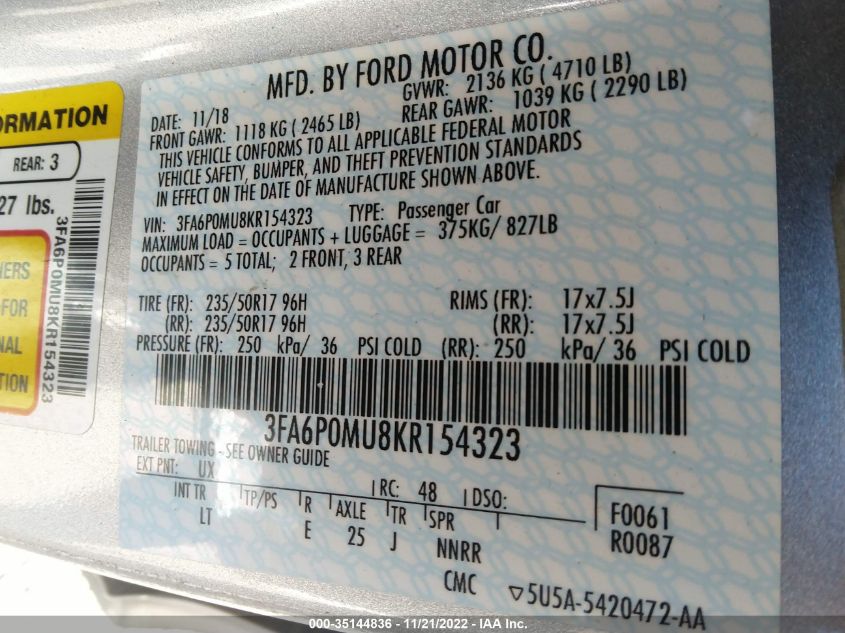 MFD. BY FORD MOTOR CO.
DATE: 11/18 GVWR: 2136 KG ( 4710 LB)
FRONT GAWR: 1118 KG ( 2465 LB) REAR GAWR: 1039 KG ( 2290 LB)
THIS VEHICLE CONFORMS TO ALL APPLICABLE FEDERAL MOTOR
VEHICLE SAFETY, BUMPER, AND THEFT PREVENTION STANDARDS
IN EFFECT ON THE DATE OF MANUFACTURE SHOWN ABOVE.
VIN: 3FA6P0MU8KR154323 TYPE: Passenger Car
MAXIMUM LOAD = OCCUPANTS + LUGGAGE = 375KG/ 827LB
OCCUPANTS = 5 TOTAL; 2 FRONT, 3 REAR
TIRE (FR): 235/50R17 96H RIMS (FR): 17x7.5J
(RR): 235/50R17 96H (RR): 17x7.5J
PRESSURE (FR): 250 kPa/ 36 PSI COLD (RR): 250 kPa/ 36 PSI COLD
3FA6P0MU8KR154323
TRAILER TOWING - SEE OWNER GUIDE
EXT PNT: UX RC: 48 DSO:
INT TR TP/PS R AXLE TR SPR
LT E 25 J NNRR
F0061
R0087
CMC ▽5U5A-5420472-AA
ORMATION
REAR: 3
27 lbs.
HERS
-FOR
NAL
TION
3FA6P0MU8KR154323
000-35144836 - 11/21/2022 - IAA Inc.